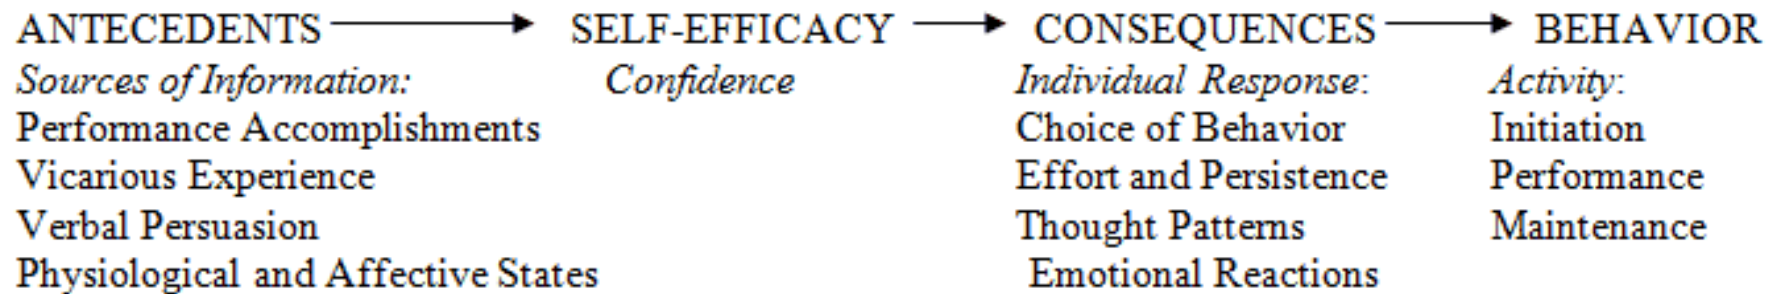 ANTECEDENTS SELF-EFFICACY CONSEQUENCES BEHAVIOR
Sources of Information: Confidence Individual Response: Activity:
Performance Accomplishments Choice of Behavior Initiation
Vicarious Experience Effort and Persistence Performance
Verbal Persuasion Thought Patterns Maintenance
Physiological and Affective States Emotional Reactions